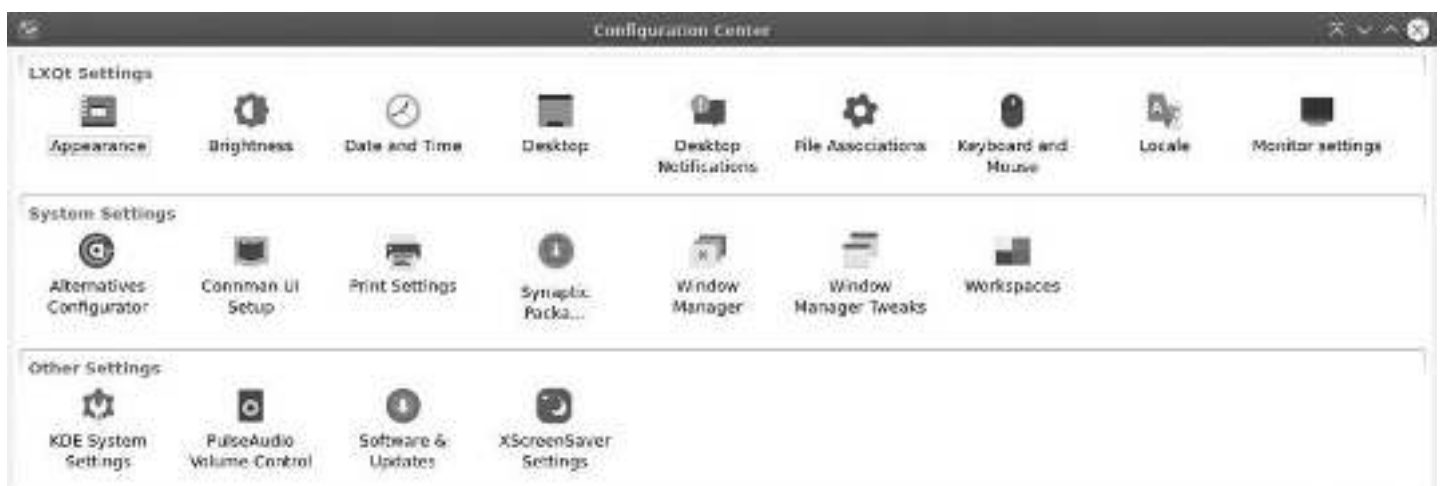 Configuration Center
LXQt Settings
Appearance
Brightness
Date and Time
Desktop
Desktop
Notifications
File Associations
Keyboard and
Mouse
Locale
Monitor settings
System Settings
Alternatives
Configurator
Connman UI
Setup
Print Settings
Synaptic
Packa...
Window
Manager
Window
Manager Tweaks
Workspaces
Other Settings
KDE System
Settings
PulseAudio
Volume Control
Software &
Updates
XScreenSaver
Settings